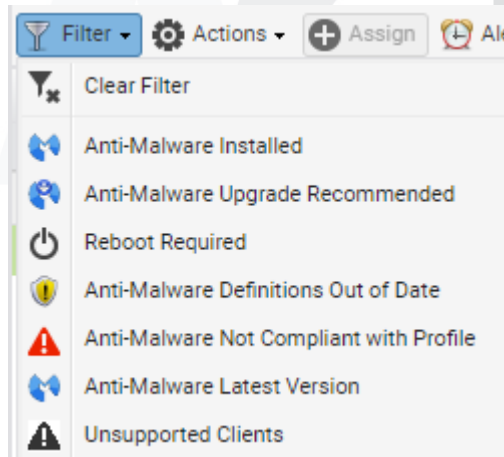 Filter Actions Assign Ale
Clear Filter
Anti-Malware Installed
Anti-Malware Upgrade Recommended
Reboot Required
Anti-Malware Definitions Out of Date
Anti-Malware Not Compliant with Profile
Anti-Malware Latest Version
Unsupported Clients